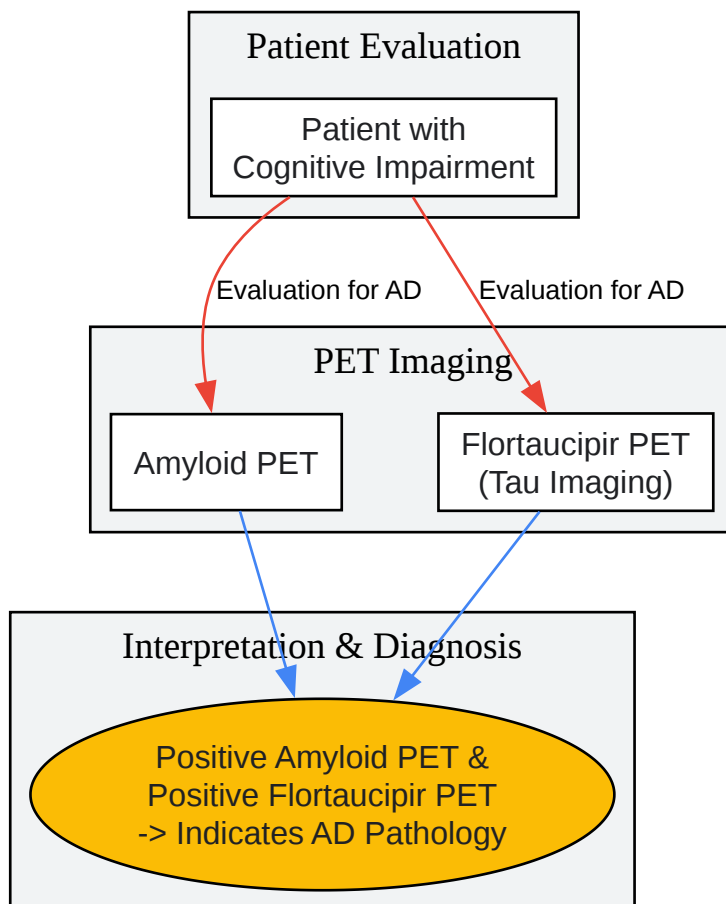 Patient Evaluation
Patient with
Cognitive Impairment
Evaluation for AD
Evaluation for AD
PET Imaging
Amyloid PET
Flortaucipir PET
(Tau Imaging)
Interpretation & Diagnosis
Positive Amyloid PET &
Positive Flortaucipir PET
-> Indicates AD Pathology